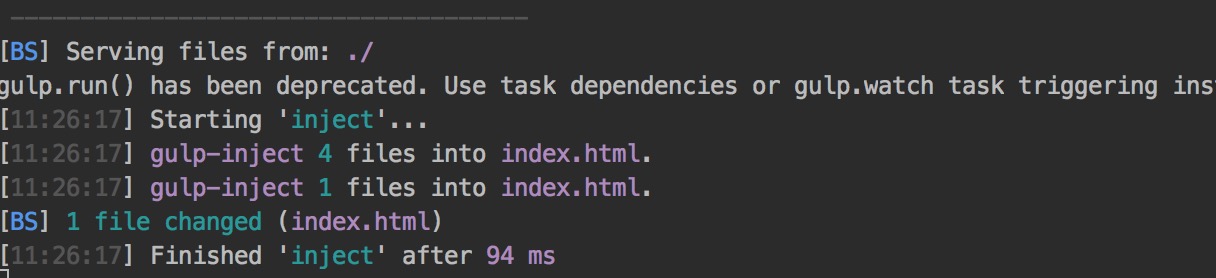 [BS] Serving files from: ./
gulp.run() has been deprecated. Use task dependencies or gulp.watch task triggering
[11:26:17] Starting 'inject'...
[11:26:17] gulp-inject 4 files into index.html.
[11:26:17] gulp-inject 1 files into index.html.
[BS] 1 file changed (index.html)
[11:26:17] Finished 'inject' after 94 ms